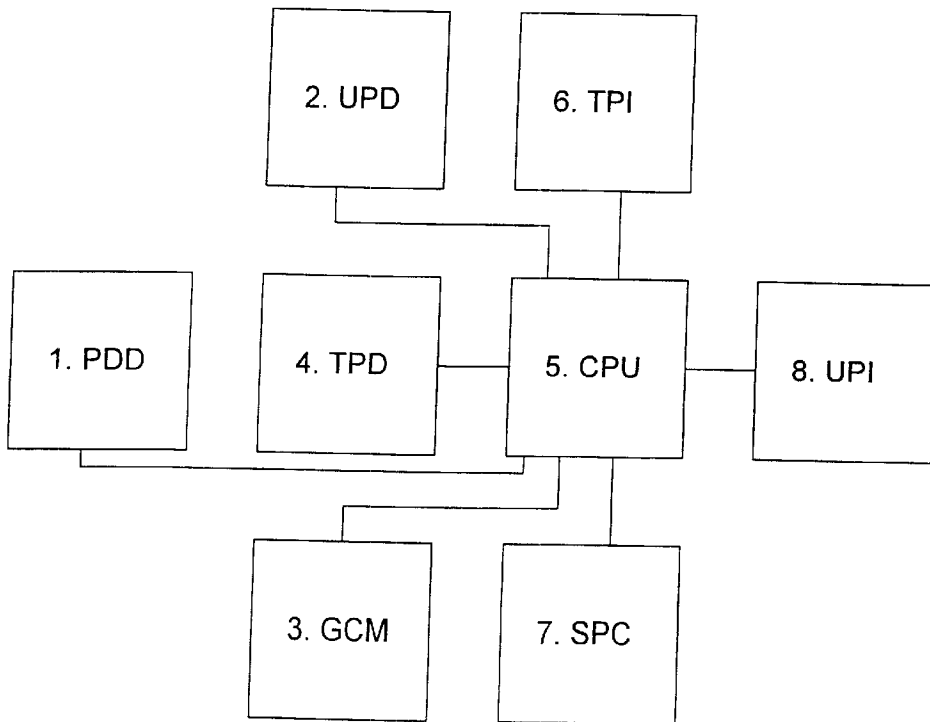 2. UPD
6. TPI
1. PDD
4. TPD
5. CPU
8. UPI
3. GCM
7. SPC